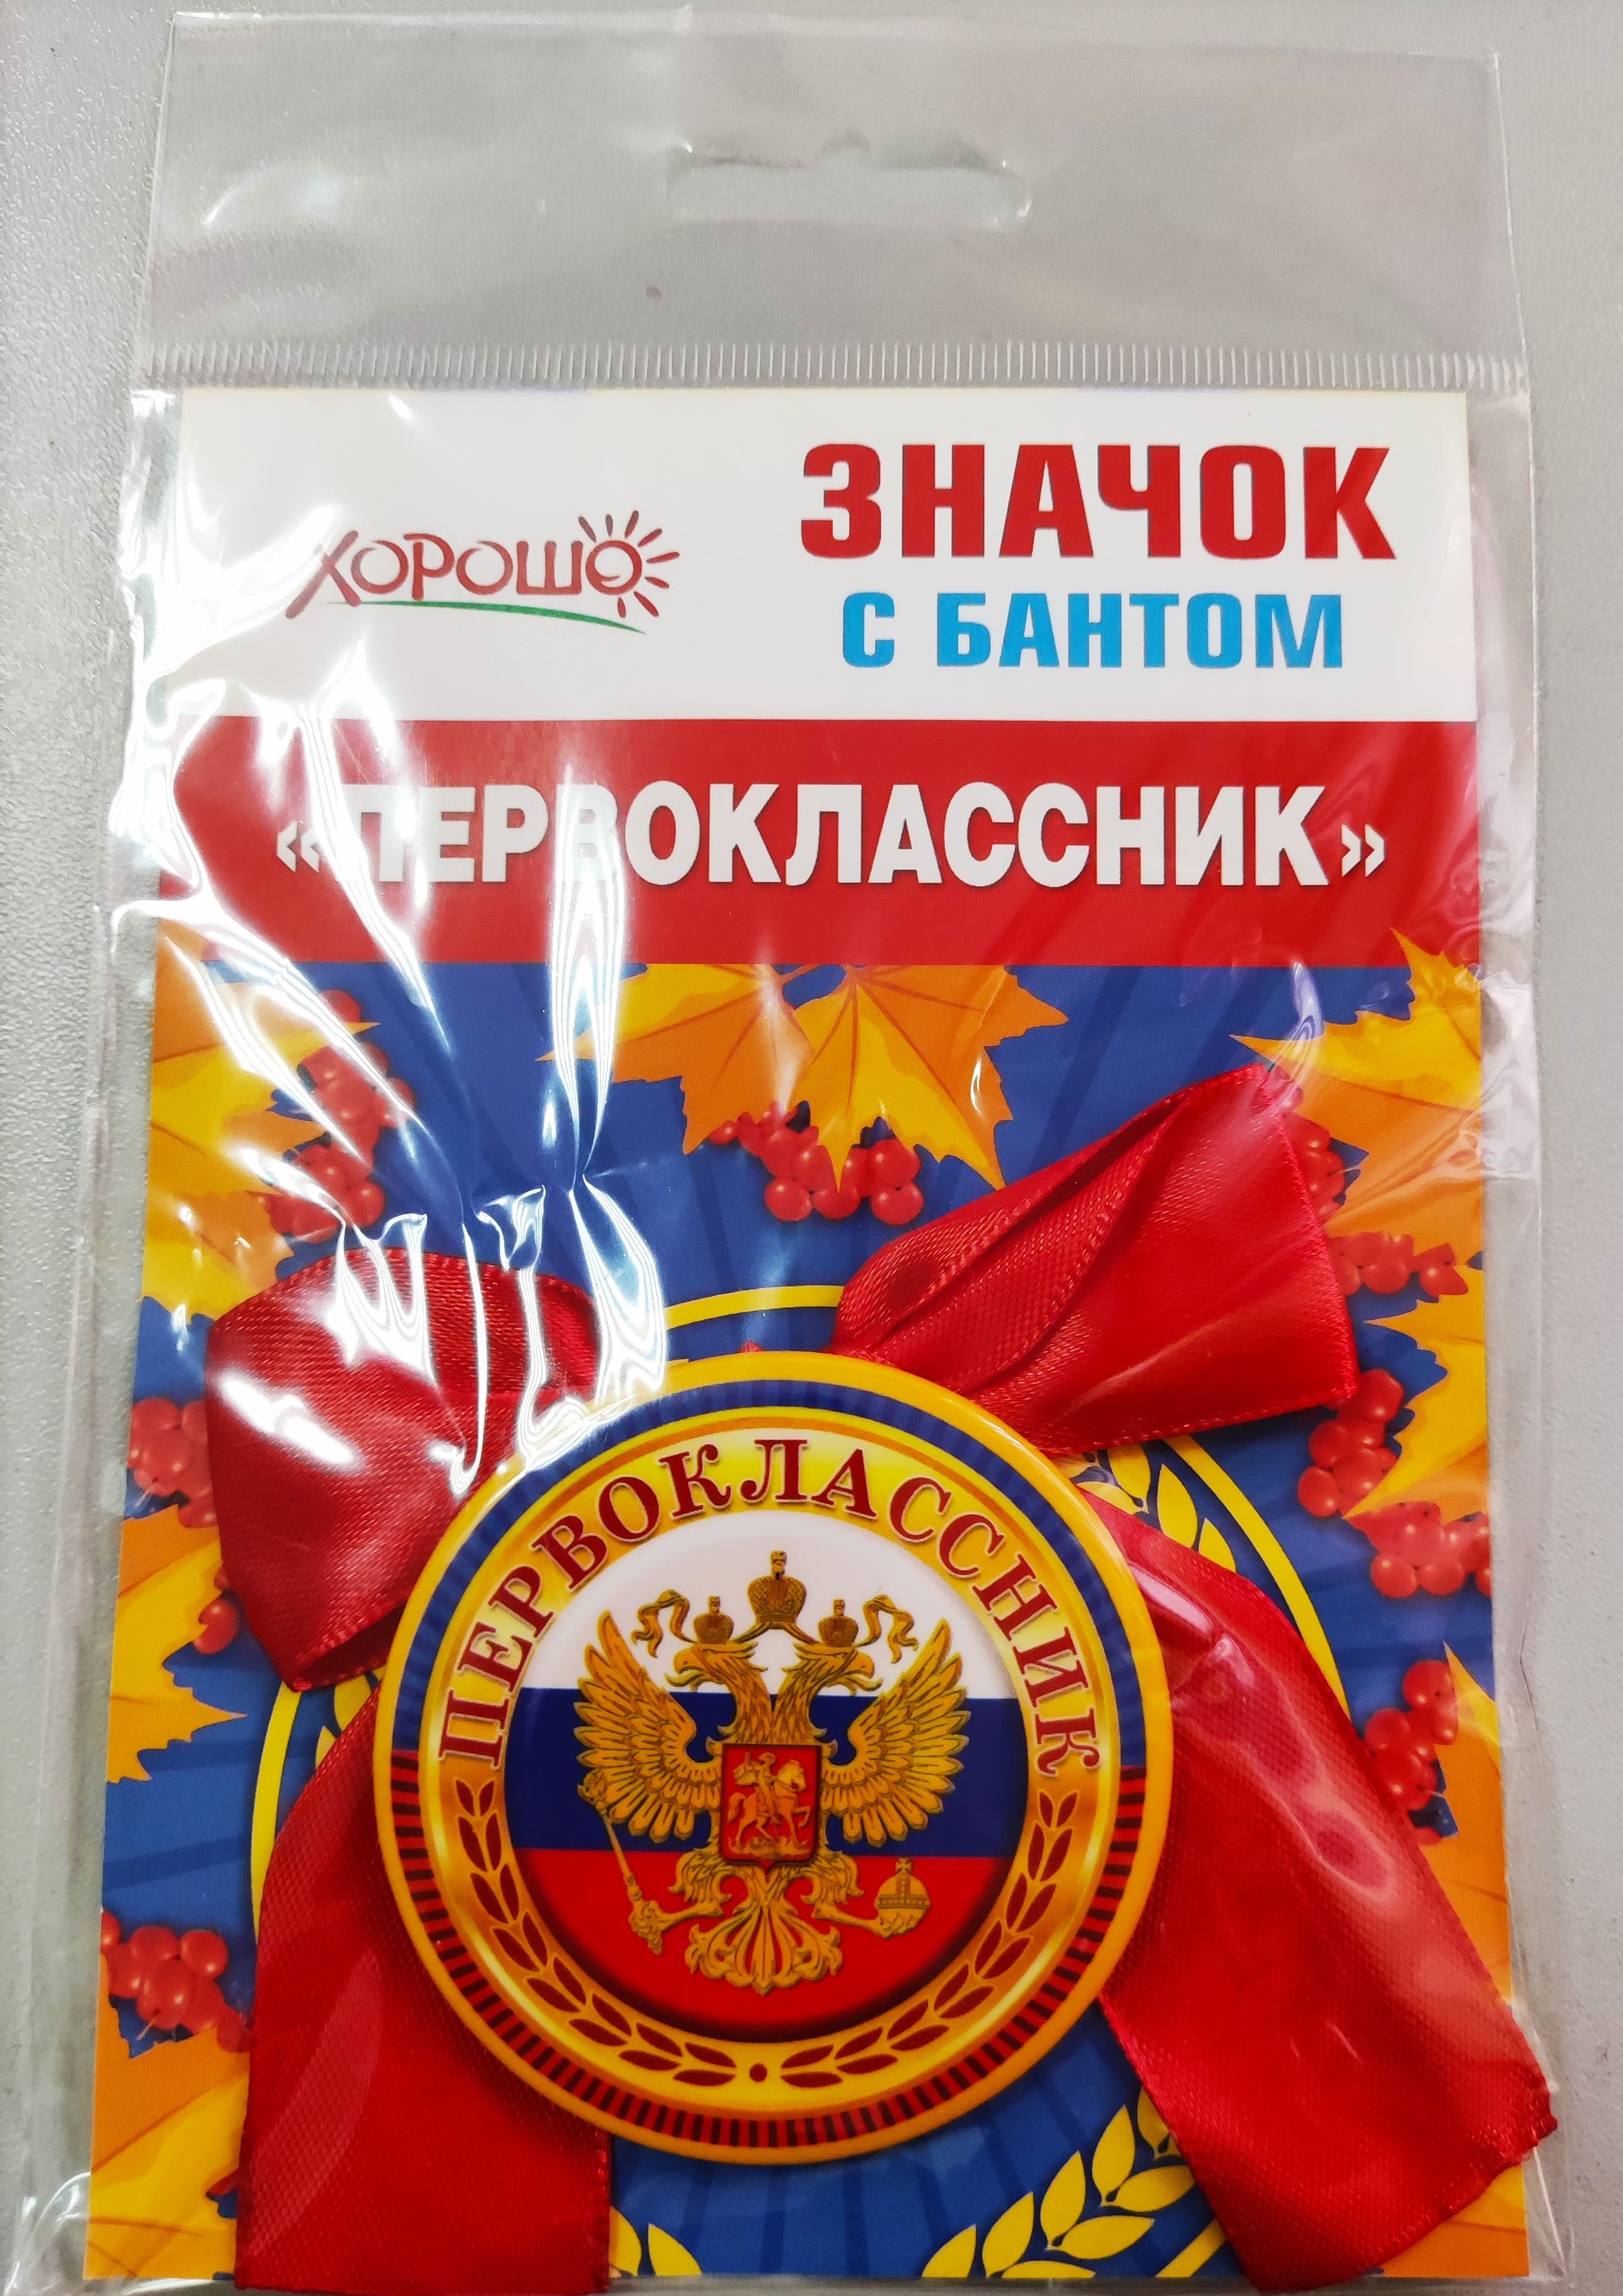 ХОРОШО
ЗНАЧОК
С БАНТОМ
«ПЕРВОКЛАССНИК»
ПЕРВОКЛАССНИК